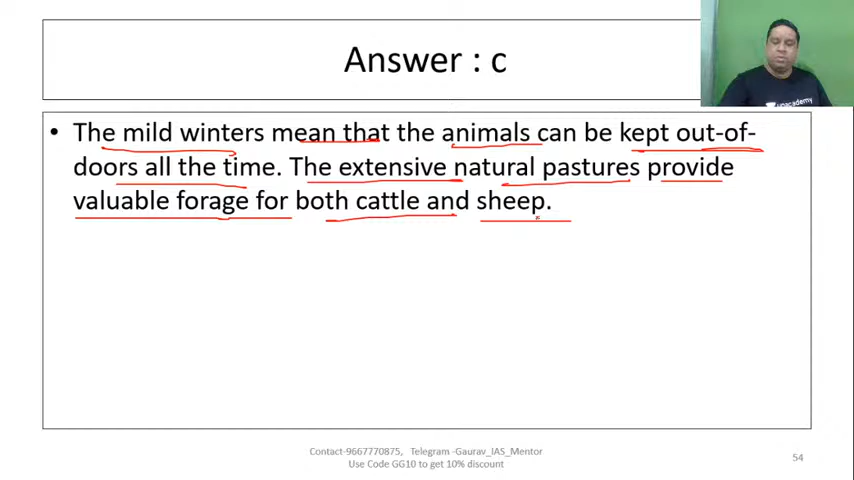 Answer : c
unacademy
• The mild winters mean that the animals can be kept out-of-
doors all the time. The extensive natural pastures provide
valuable forage for both cattle and sheep.
Contact-9667770875, Telegram -Gaurav_IAS_Mentor
Use Code GG10 to get 10% discount
54